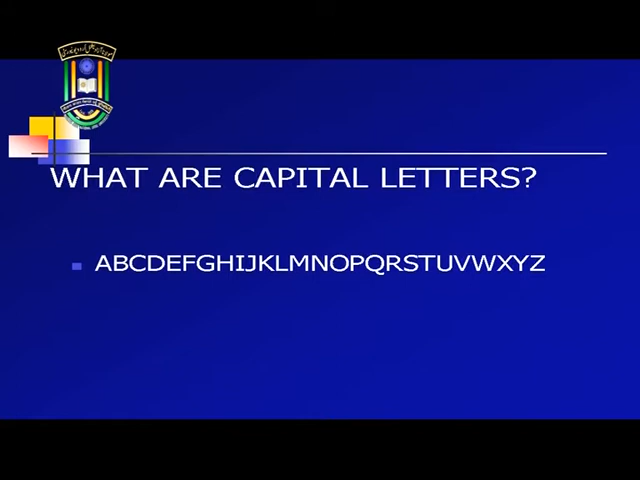 WHAT ARE CAPITAL LETTERS?
ABCDEFGHIJKLMNOPQRSTUVWXYZ